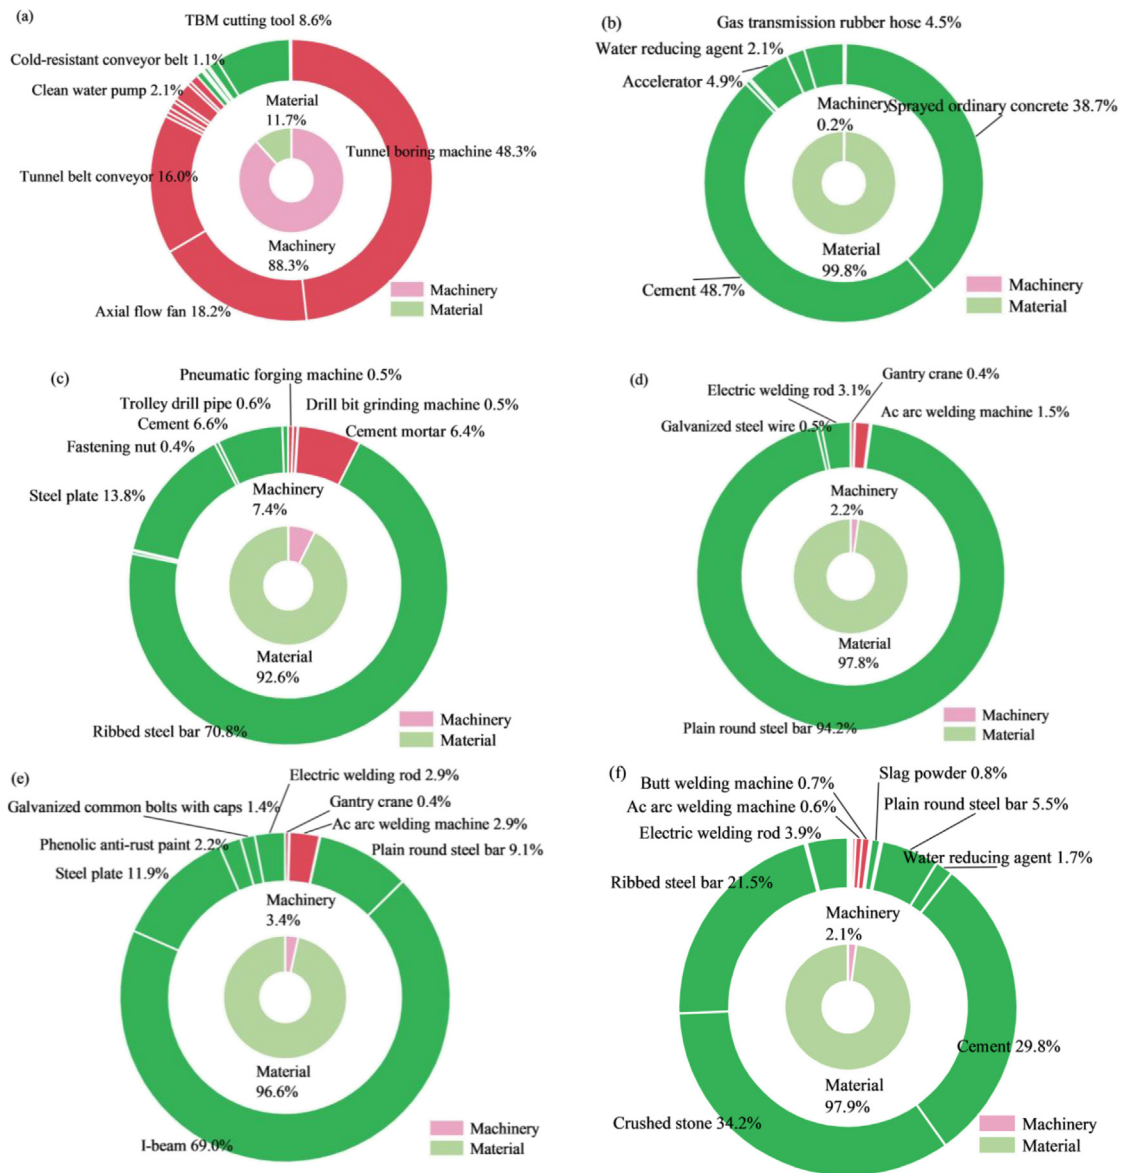 (a)
TBM cutting tool 8.6%
Cold-resistant conveyor belt 1.1%
Clean water pump 2.1%
Material
11.7%
Tunnel boring machine 48.3%
Tunnel belt conveyor 16.0%
Machinery
88.3%
Axial flow fan 18.2%
Machinery
Material
(b)
Gas transmission rubber hose 4.5%
Water reducing agent 2.1%
Accelerator 4.9%
Machinery
0.2%
Sprayed ordinary concrete 38.7%
Material
99.8%
Cement 48.7%
Machinery
Material
(c)
Pneumatic forging machine 0.5%
Trolley drill pipe 0.6%
Drill bit grinding machine 0.5%
Cement 6.6%
Cement mortar 6.4%
Fastening nut 0.4%
Steel plate 13.8%
Machinery
7.4%
Material
92.6%
Ribbed steel bar 70.8%
Machinery
Material
(d)
Gantry crane 0.4%
Electric welding rod 3.1%
Ac arc welding machine 1.5%
Galvanized steel wire 0.5%
Machinery
2.2%
Material
97.8%
Plain round steel bar 94.2%
Machinery
Material
(e)
Electric welding rod 2.9%
Galvanized common bolts with caps 1.4%
Gantry crane 0.4%
Ac arc welding machine 2.9%
Phenolic anti-rust paint 2.2%
Plain round steel bar 9.1%
Steel plate 11.9%
Machinery
3.4%
Material
96.6%
I-beam 69.0%
Machinery
Material
(f)
Slag powder 0.8%
Butt welding machine 0.7%
Ac arc welding machine 0.6%
Plain round steel bar 5.5%
Electric welding rod 3.9%
Water reducing agent 1.7%
Ribbed steel bar 21.5%
Machinery
2.1%
Cement 29.8%
Material
97.9%
Crushed stone 34.2%
Machinery
Material